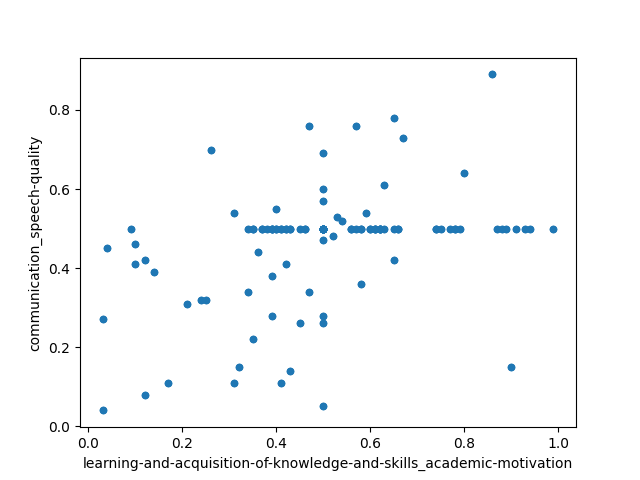 communication_speech-quality
0.8
0.6
0.4
0.2
0.0
0.0 0.2 0.4 0.6 0.8 1.0
learning-and-acquisition-of-knowledge-and-skills_academic-motivation